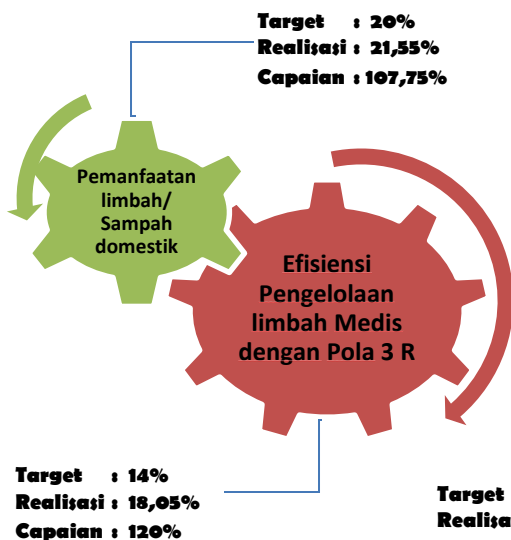 Target : 20%
Realisasi : 21,55%
Capaian : 107,75%
Pemanfaatan
limbah/
Sampah
domestik
Efisiensi
Pengelolaan
limbah Medis
dengan Pola 3 R
Target : 14%
Realisasi : 18,05%
Capaian : 120%
Target